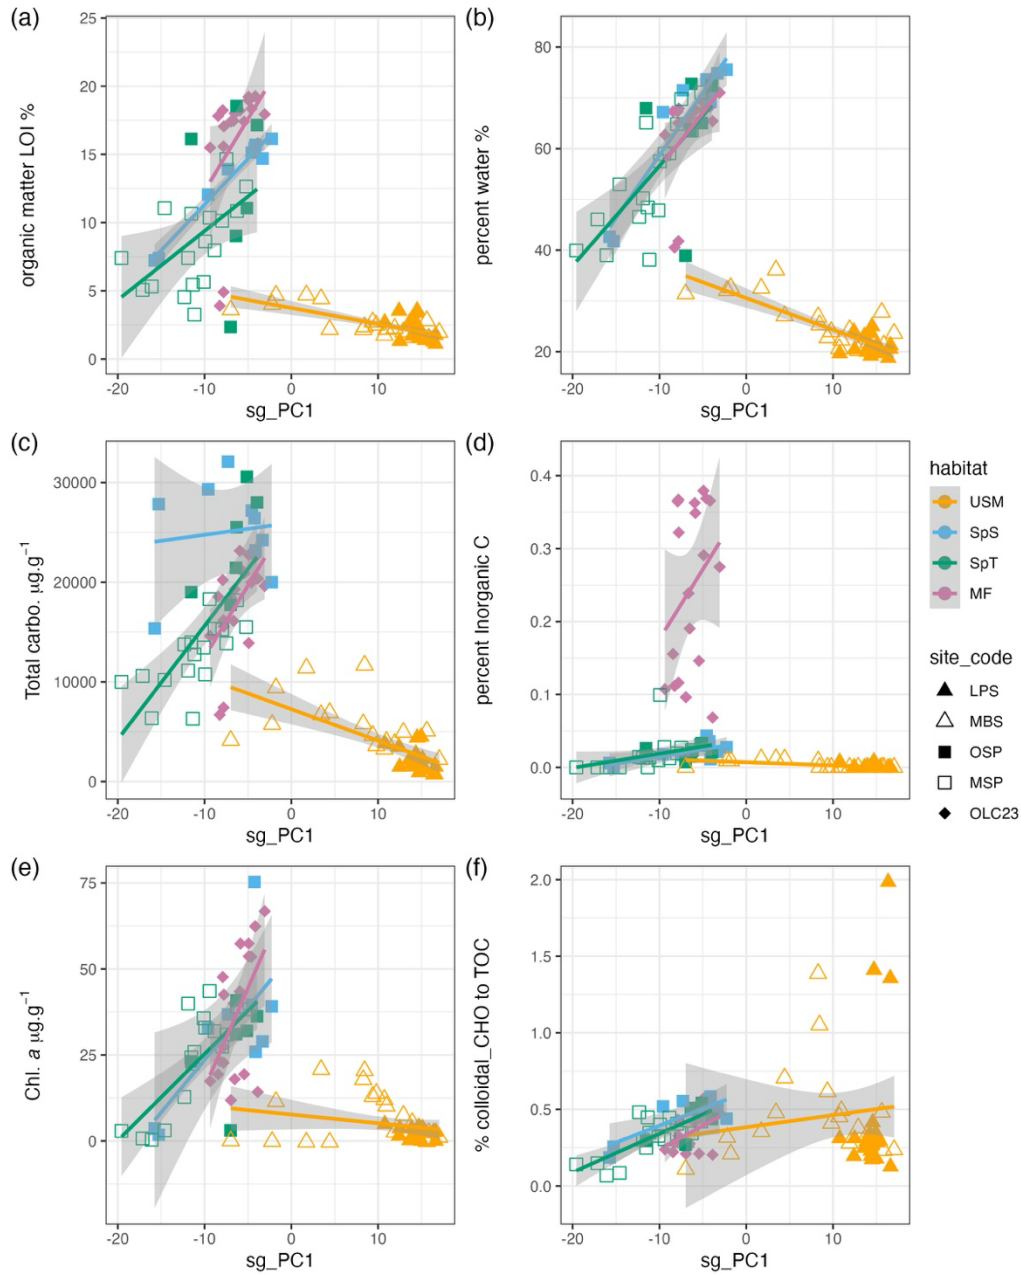 (a)
25
20
15
10
5
0
organic matter LOI %
-20 -10 0 10
sg_PC1
(b)
80
60
40
20
percent water %
-20 -10 0 10
sg_PC1
(c)
30000
20000
10000
0
Total carbo. μg.g⁻¹
-20 -10 0 10
sg_PC1
(d)
0.4
0.3
0.2
0.1
0.0
percent Inorganic C
-20 -10 0 10
sg_PC1
habitat
USM
SpS
SpT
MF
site_code
LPS
MBS
OSP
MSP
OLC23
(e)
75
50
25
0
Chl. a μg.g⁻¹
-20 -10 0 10
sg_PC1
(f)
2.0
1.5
1.0
0.5
0.0
% colloidal_CHO to TOC
-20 -10 0 10
sg_PC1